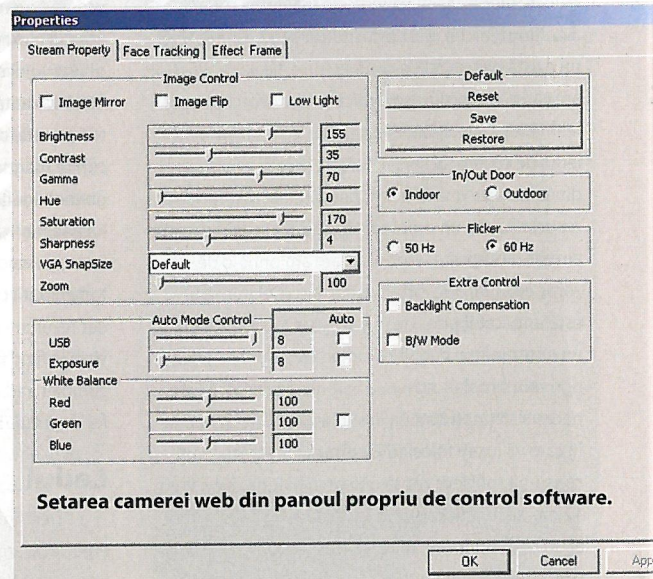 Properties
Stream Property Face Tracking Effect Frame
Image Control
Image Mirror Image Flip Low Light
Brightness 155
Contrast 35
Gamma 70
Hue 0
Saturation 170
Sharpness 4
VGA SnapSize Default
Zoom 100
Auto Mode Control Auto
USB 8
Exposure 8
White Balance
Red 100
Green 100
Blue 100
Default
Reset
Save
Restore
In/Out Door
Indoor Outdoor
Flicker
50 Hz 60 Hz
Extra Control
Backlight Compensation
B/W Mode
Setarea camerei web din panoul propriu de control software.
OK Cancel App